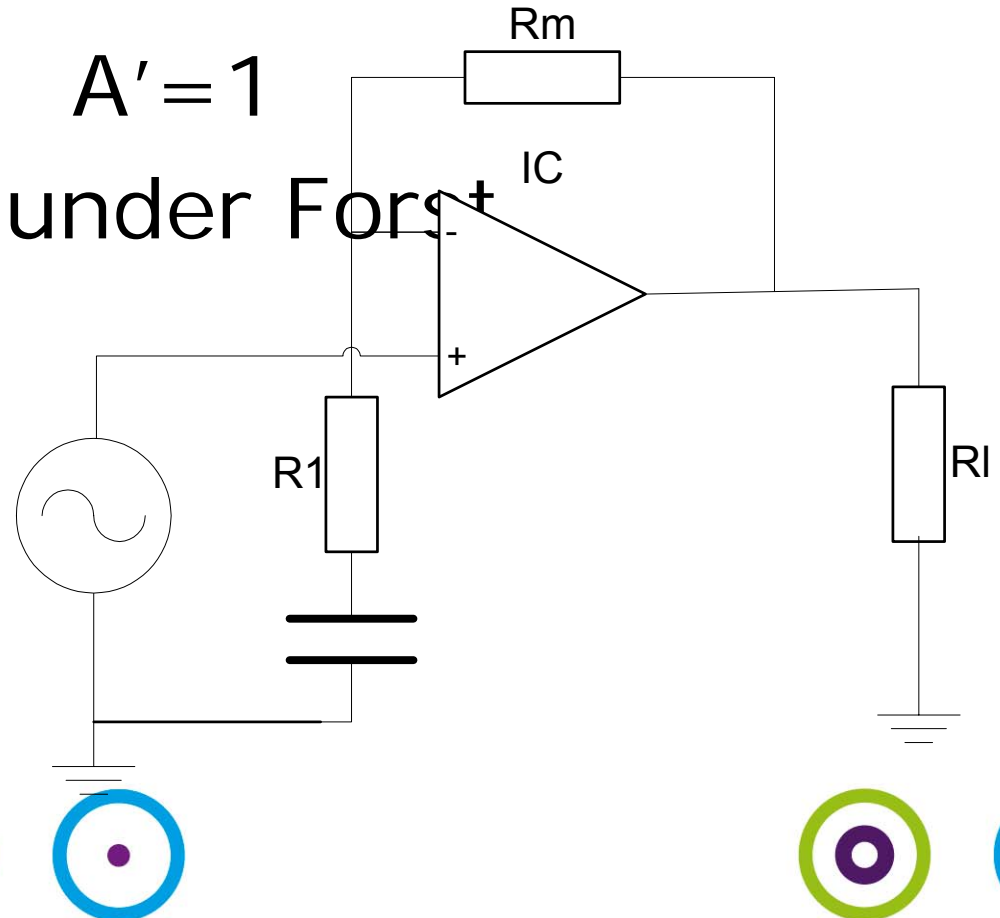 Rm
A′=1
IC
under Forst
-
+
R1
Rl